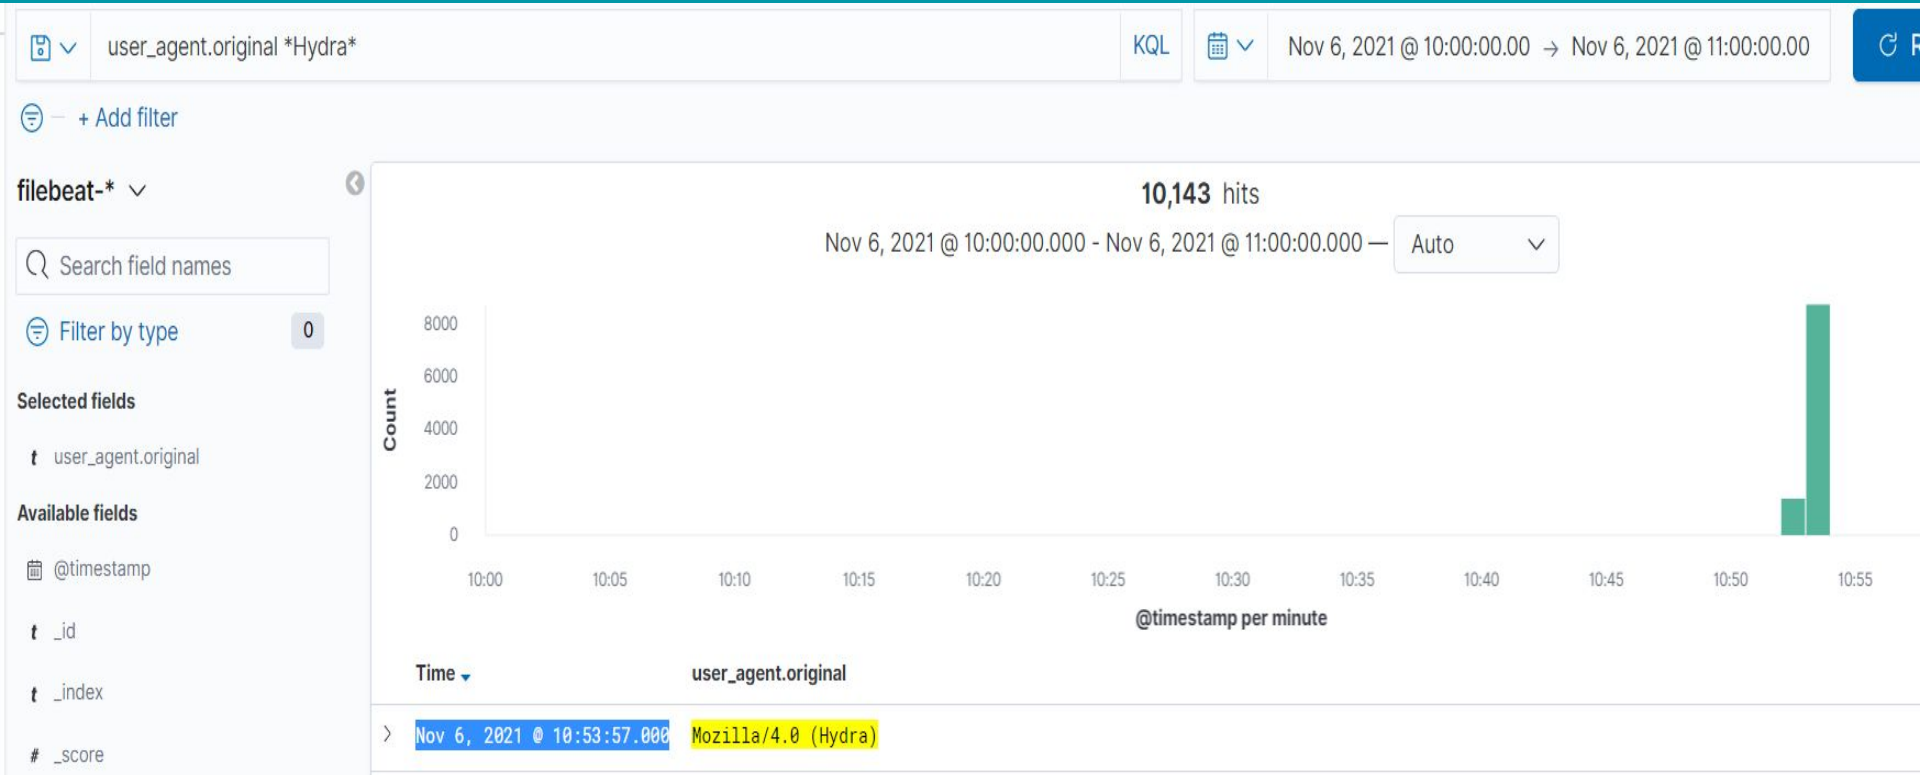 user_agent.original *Hydra*
KQL
Nov 6, 2021 @ 10:00:00.00 → Nov 6, 2021 @ 11:00:00.00
+ Add filter
filebeat-*
10,143 hits
Nov 6, 2021 @ 10:00:00.000 - Nov 6, 2021 @ 11:00:00.000 — Auto
Search field names
Filter by type 0
Selected fields
t user_agent.original
Available fields
@timestamp
t _id
t _index
# _score
Count
8000
6000
4000
2000
0
10:00 10:05 10:10 10:15 10:20 10:25 10:30 10:35 10:40 10:45 10:50 10:55
@timestamp per minute
Time user_agent.original
Nov 6, 2021 @ 10:53:57.000 Mozilla/4.0 (Hydra)